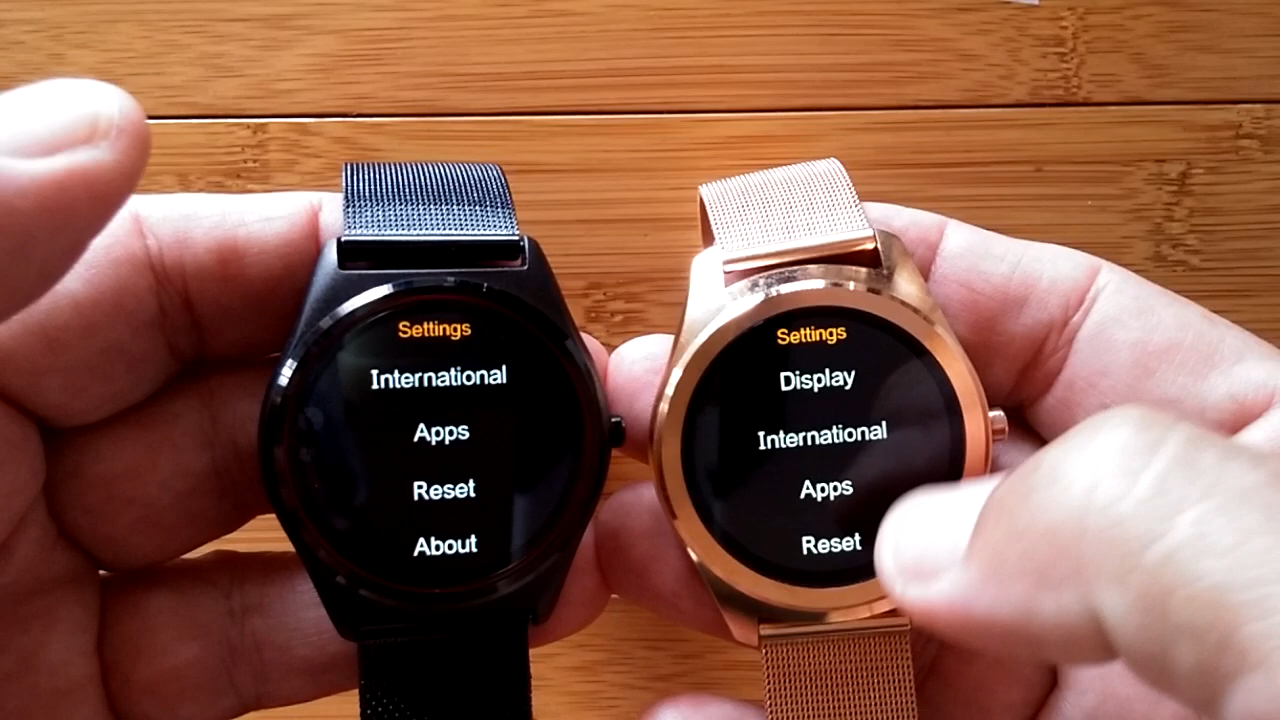 Settings
International
Apps
Reset
About
Settings
Display
International
Apps
Reset